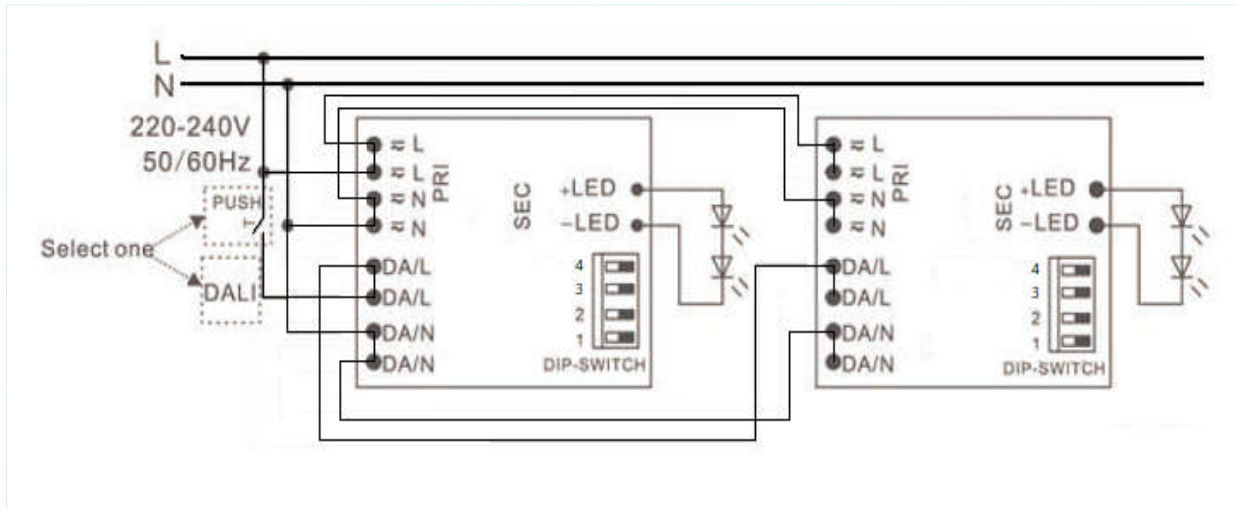 L
N
220-240V
50/60Hz
PUSH
Select one
DALI
≂ L
≂ L
≂ N
≂ N
PRI
DA/L
DA/L
DA/N
DA/N
SEC
+LED
−LED
4
3
2
1
DIP-SWITCH
≂ L
≂ L
≂ N
≂ N
PRI
DA/L
DA/L
DA/N
DA/N
SEC
+LED
−LED
4
3
2
1
DIP-SWITCH